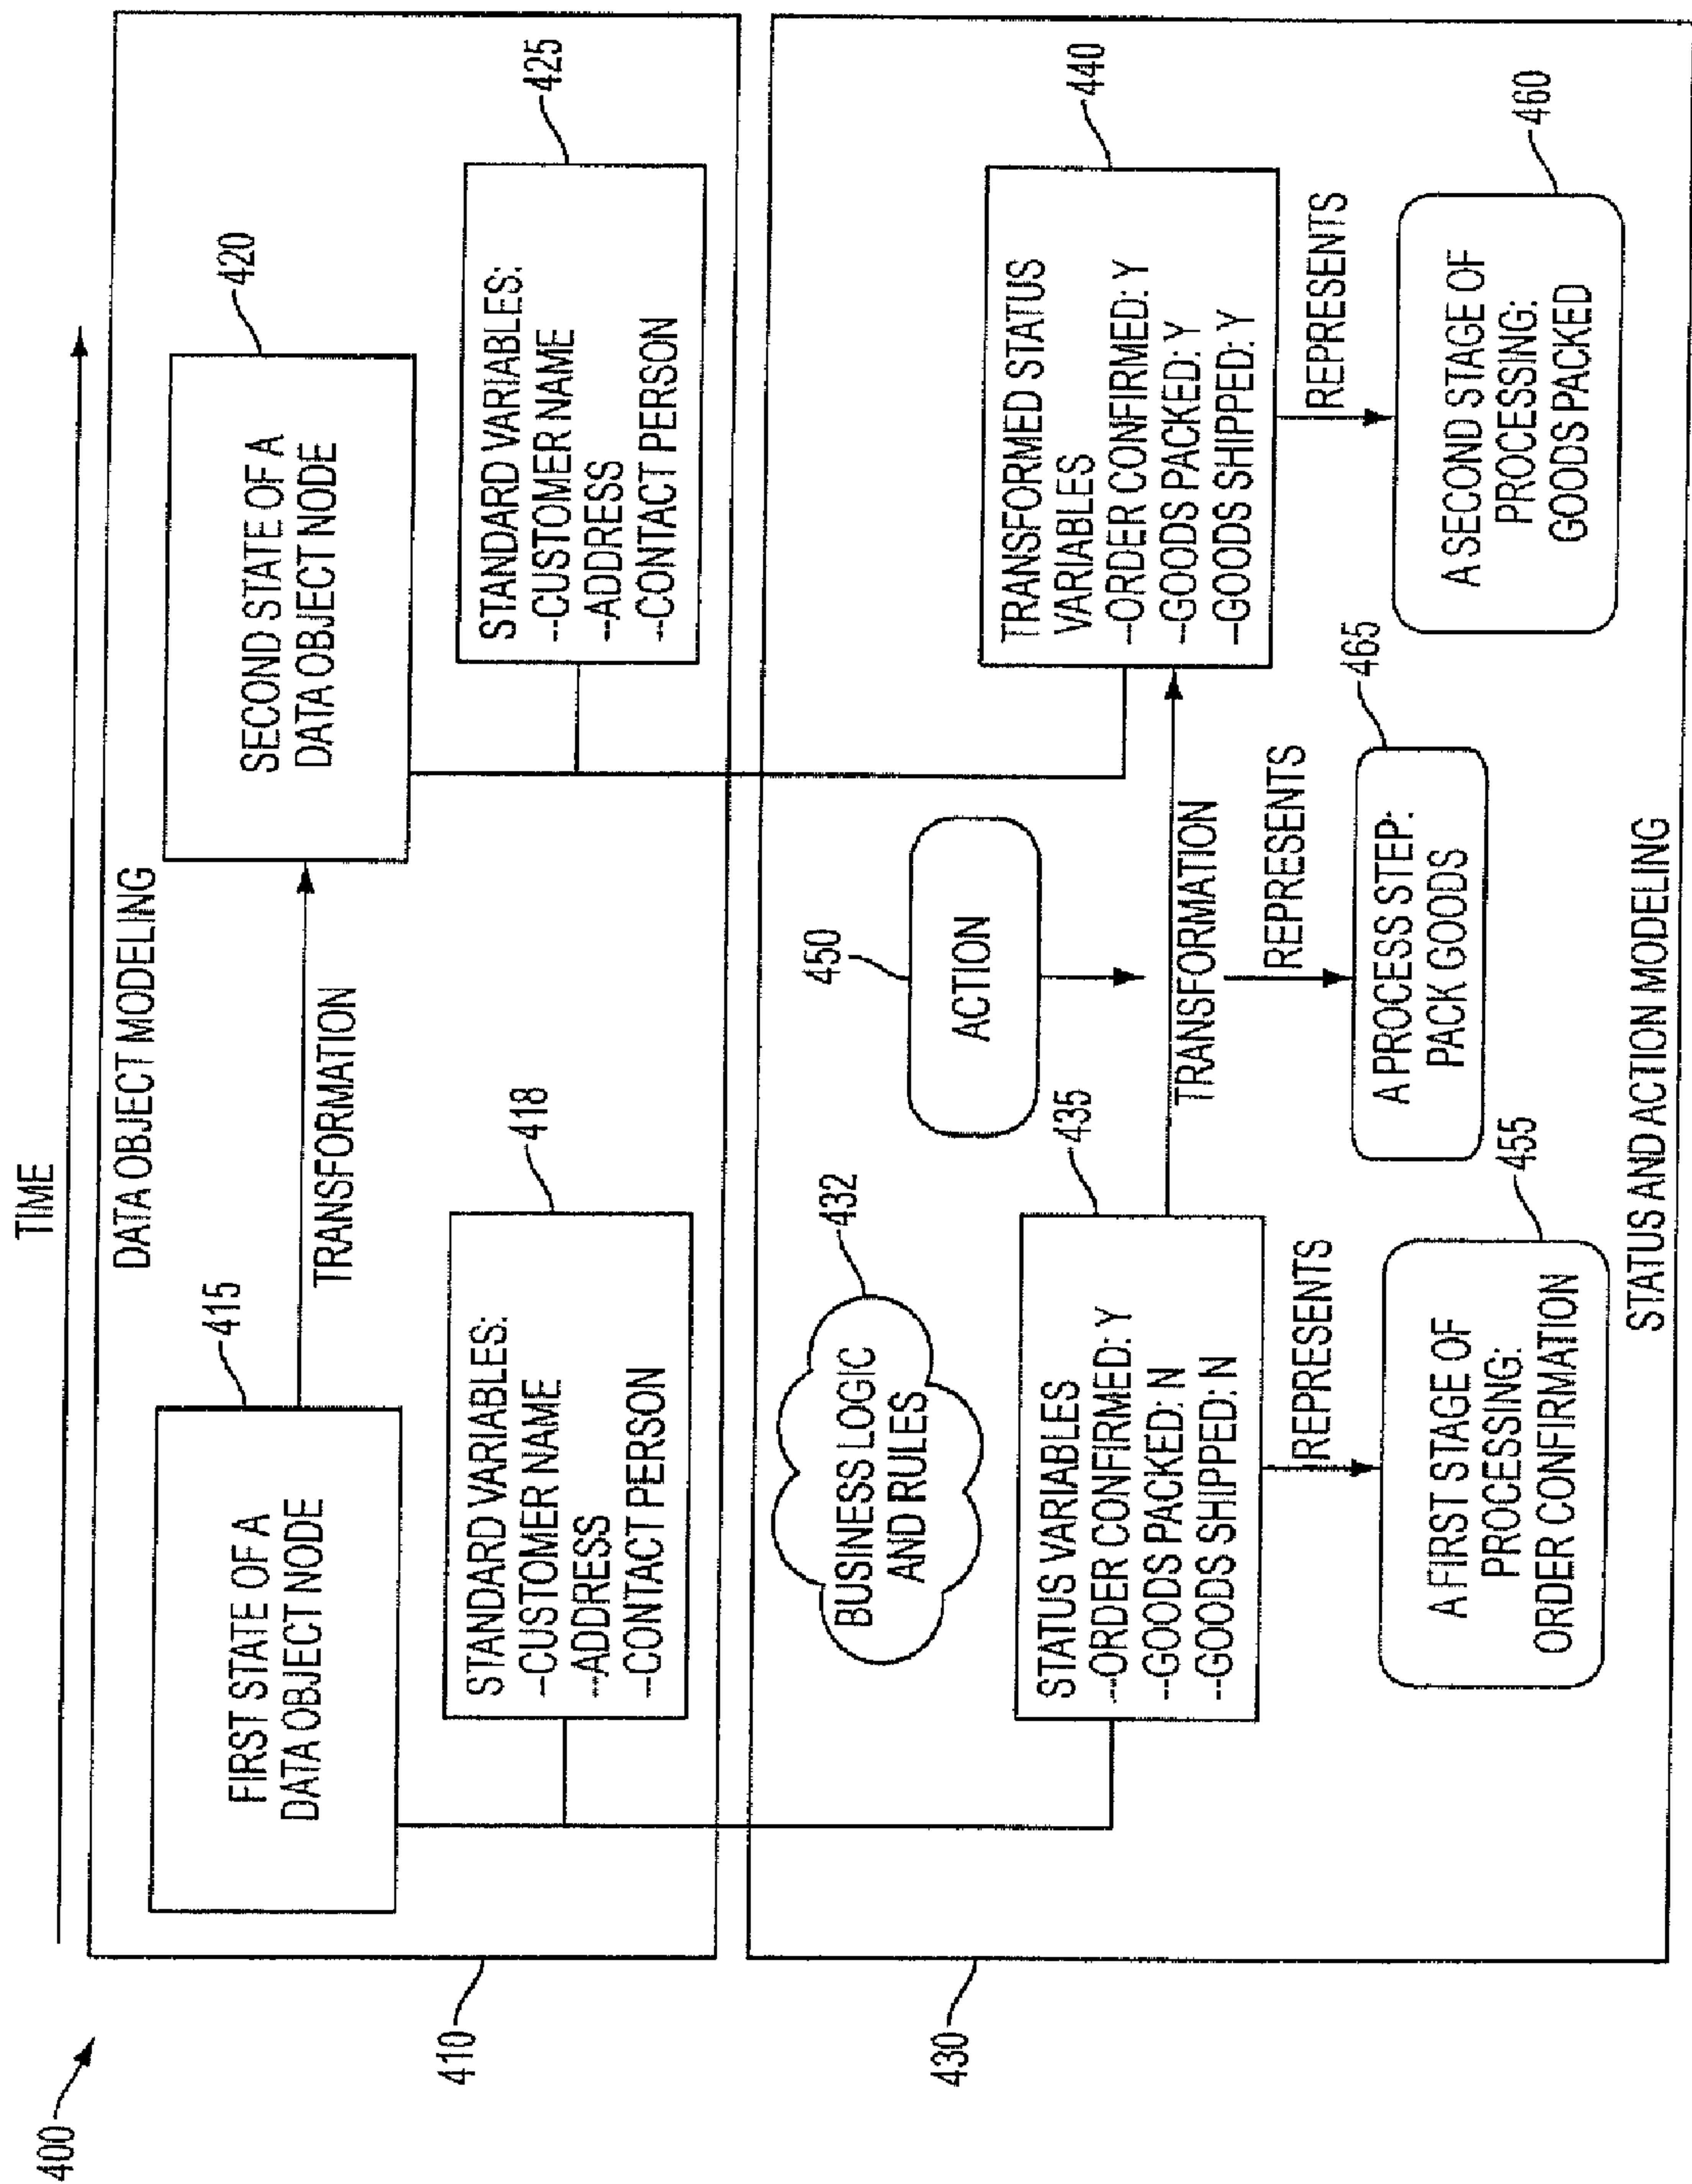 400
TIME
DATA OBJECT MODELING
410
415
FIRST STATE OF A
DATA OBJECT NODE
TRANSFORMATION
420
SECOND STATE OF A
DATA OBJECT NODE
418
STANDARD VARIABLES:
--CUSTOMER NAME
--ADDRESS
--CONTACT PERSON
425
STANDARD VARIABLES:
--CUSTOMER NAME
--ADDRESS
--CONTACT PERSON
430
432
BUSINESS LOGIC
AND RULES
450
ACTION
435
STATUS VARIABLES
--ORDER CONFIRMED: Y
--GOODS PACKED: N
--GOODS SHIPPED: N
TRANSFORMATION
440
TRANSFORMED STATUS
VARIABLES
--ORDER CONFIRMED: Y
--GOODS PACKED: Y
--GOODS SHIPPED: Y
REPRESENTS
REPRESENTS
REPRESENTS
455
A FIRST STAGE OF
PROCESSING:
ORDER CONFIRMATION
465
A PROCESS STEP:
PACK GOODS
460
A SECOND STAGE OF
PROCESSING:
GOODS PACKED
STATUS AND ACTION MODELING